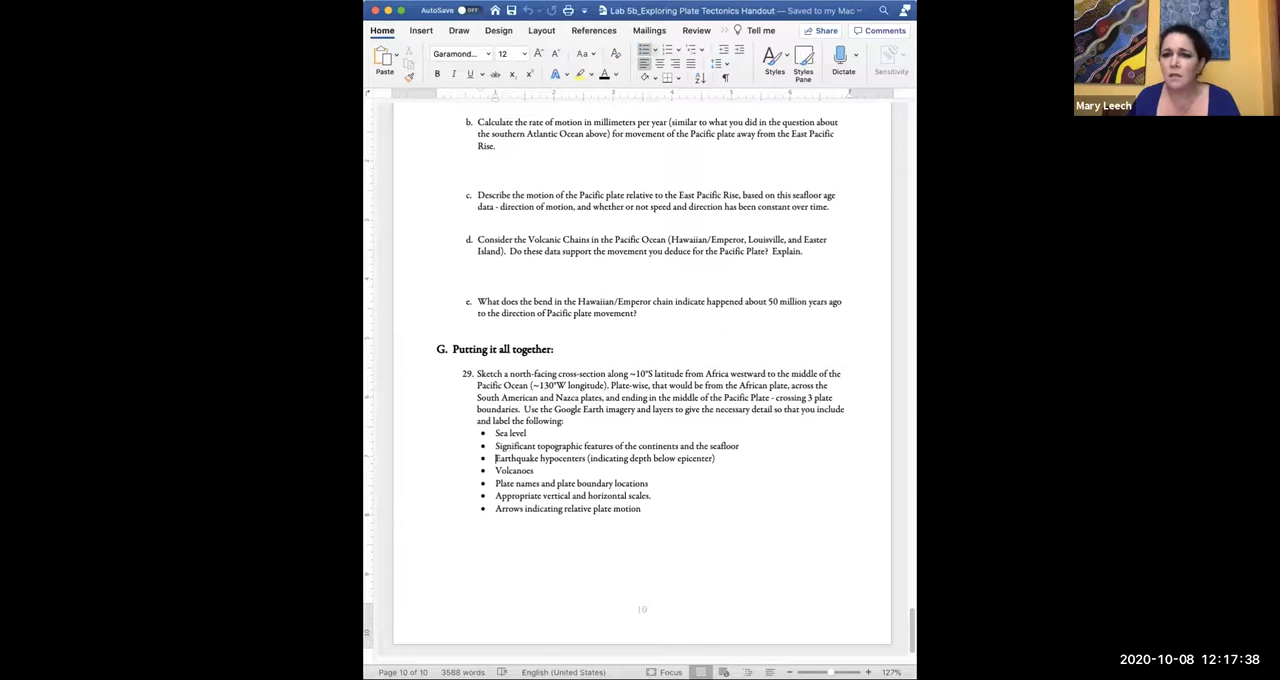 AutoSave OFF
Lab 5b_Exploring Plate Tectonics Handout — Saved to my Mac
Home Insert Draw Design Layout References Mailings Review Tell me Share Comments
Paste
Garamond... 12
Styles
Styles Pane
Dictate
Sensitivity
Mary Leech
b. Calculate the rate of motion in millimeters per year (similar to what you did in the question about
the southern Atlantic Ocean above) for movement of the Pacific plate away from the East Pacific
Rise.
c. Describe the motion of the Pacific plate relative to the East Pacific Rise, based on this seafloor age
data - direction of motion, and whether or not speed and direction has been constant over time.
d. Consider the Volcanic Chains in the Pacific Ocean (Hawaiian/Emperor, Louisville, and Easter
Island). Do these data support the movement you deduce for the Pacific Plate? Explain.
e. What does the bend in the Hawaiian/Emperor chain indicate happened about 50 million years ago
to the direction of Pacific plate movement?
G. Putting it all together:
29. Sketch a north-facing cross-section along ~10°S latitude from Africa westward to the middle of the
Pacific Ocean (~130°W longitude). Plate-wise, that would be from the African plate, across the
South American and Nazca plates, and ending in the middle of the Pacific Plate - crossing 3 plate
boundaries. Use the Google Earth imagery and layers to give the necessary detail so that you include
and label the following:
• Sea level
• Significant topographic features of the continents and the seafloor
• Earthquake hypocenters (indicating depth below epicenter)
• Volcanoes
• Plate names and plate boundary locations
• Appropriate vertical and horizontal scales.
• Arrows indicating relative plate motion
10
Page 10 of 10 3568 words English (United States) Focus 127%
2020-10-08 12:17:38